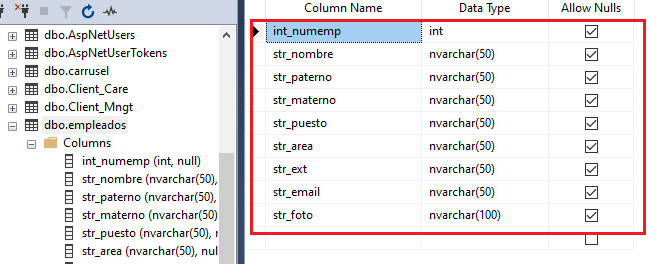 dbo.AspNetUsers
dbo.AspNetUserTokens
dbo.carrusel
dbo.Client_Care
dbo.Client_Mngt
dbo.empleados
Columns
int_numemp (int, null)
str_nombre (nvarchar(50),
str_paterno (nvarchar(50),
str_materno (nvarchar(50),
str_puesto (nvarchar(50), n
str_area (nvarchar(50), nul
Column Name Data Type Allow Nulls
int_numemp int
str_nombre nvarchar(50)
str_paterno nvarchar(50)
str_materno nvarchar(50)
str_puesto nvarchar(50)
str_area nvarchar(50)
str_ext nvarchar(50)
str_email nvarchar(50)
str_foto nvarchar(100)